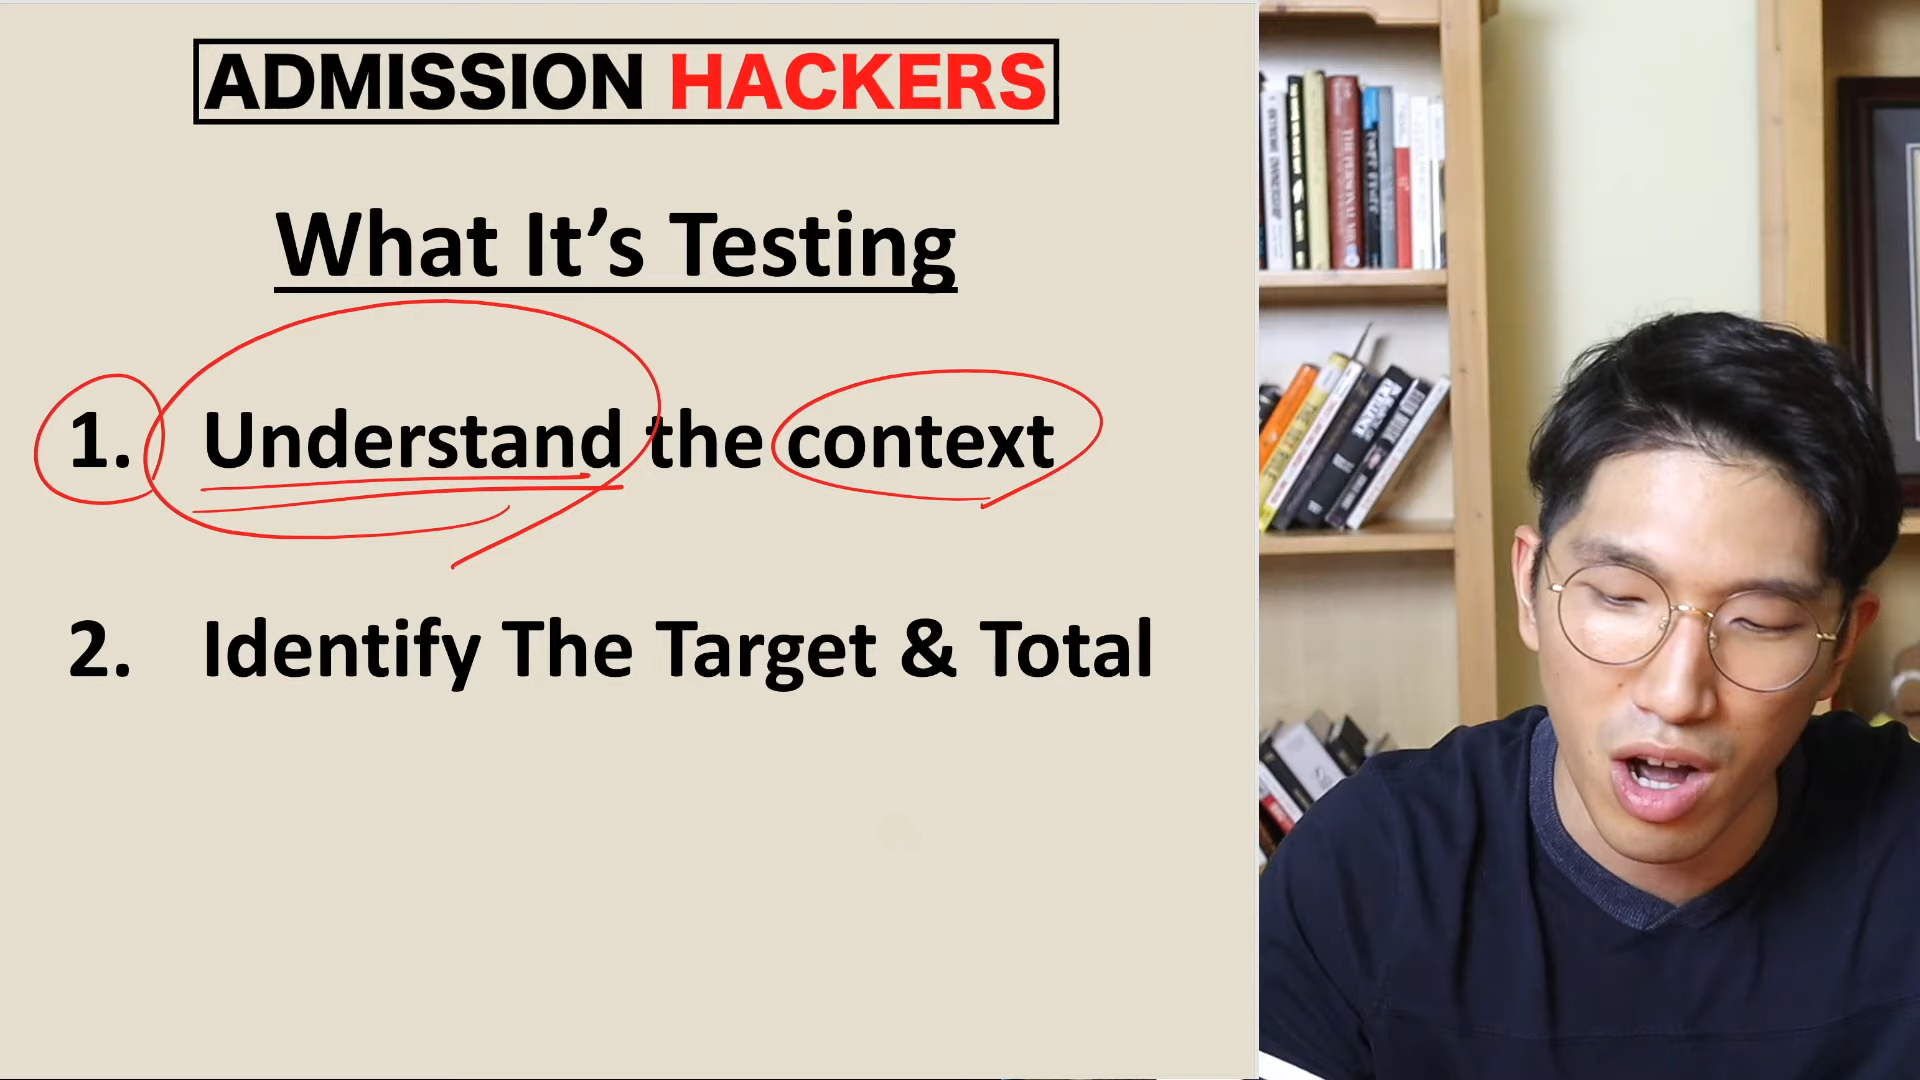 ADMISSION HACKERS
What It’s Testing
1. Understand the context
2. Identify The Target & Total